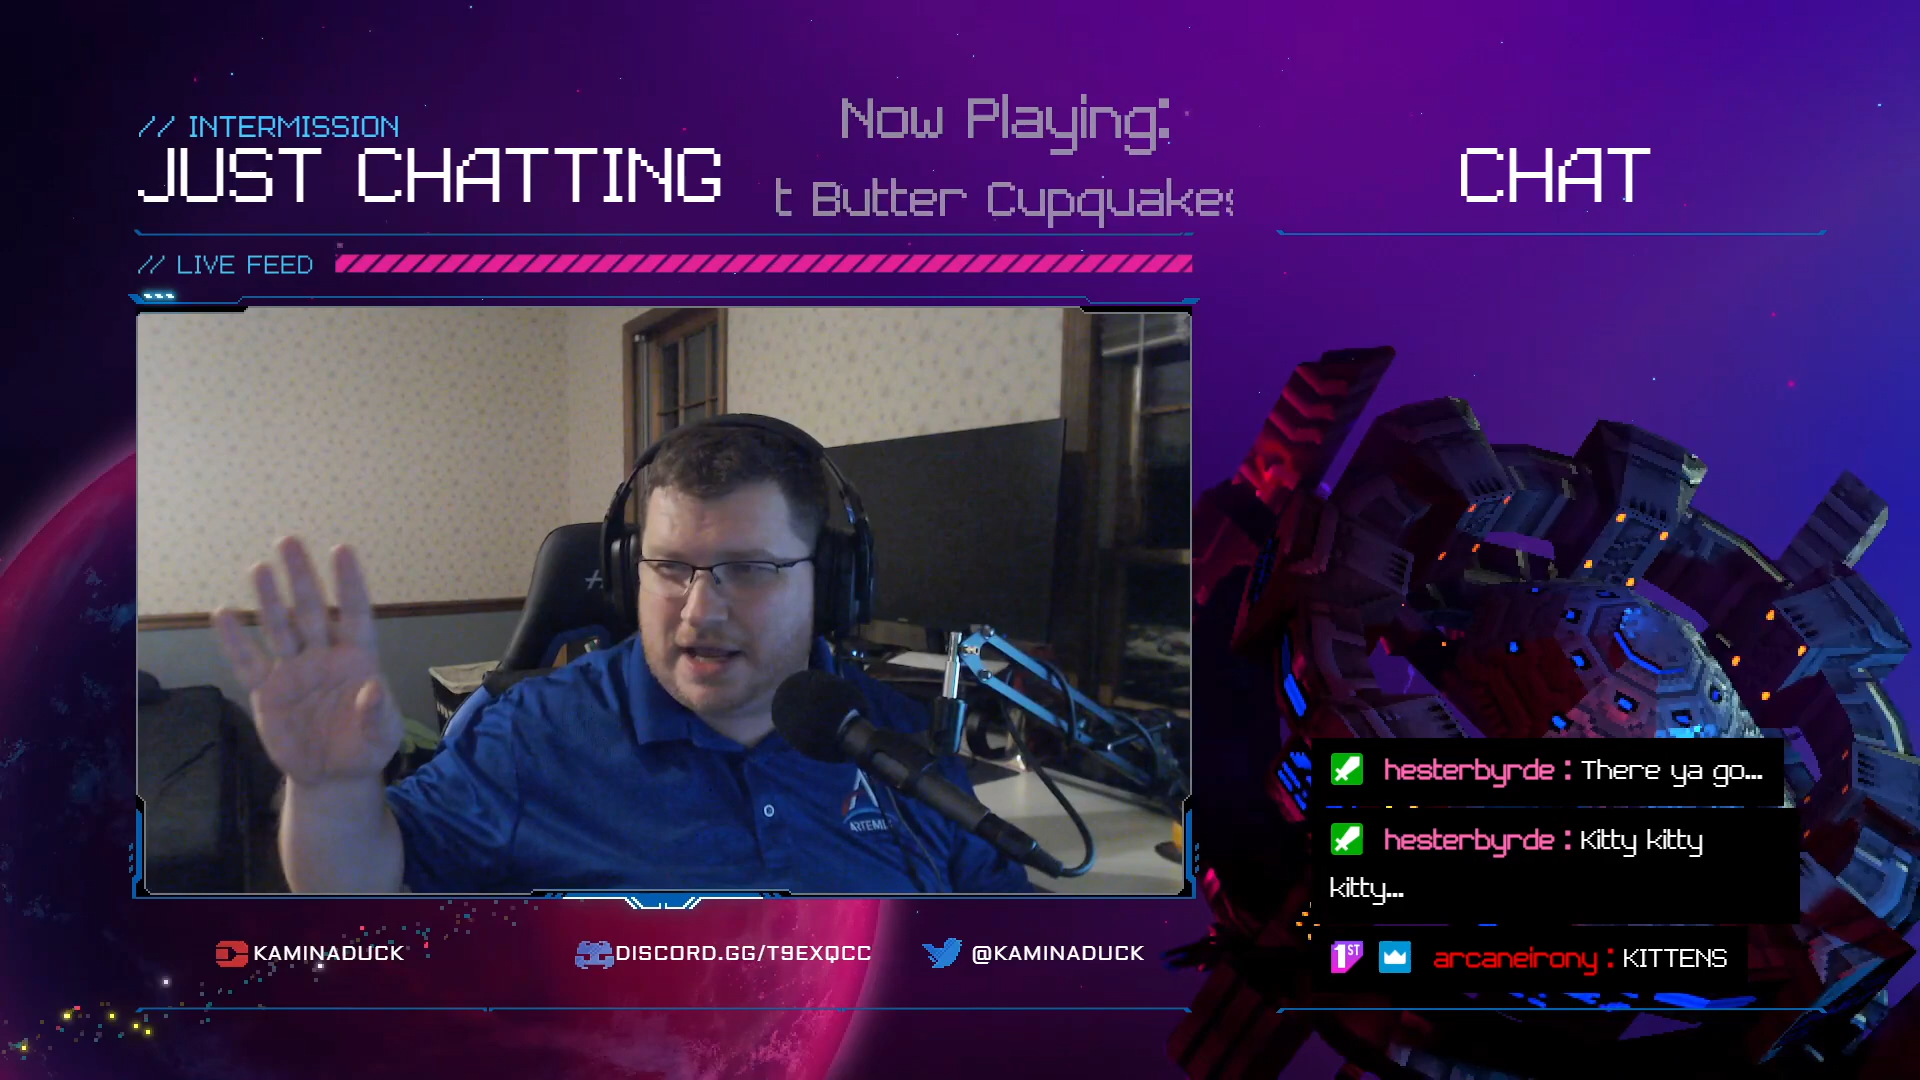 // INTERMISSION
JUST CHATTING
Now Playing:
t Butter Cupquakes
CHAT
// LIVE FEED
hesterbyrde : There ya go...
hesterbyrde : Kitty kitty
kitty...
1ST arcaneirony : KITTENS
KAMINADUCK
DISCORD.GG/T9EXQCC
@KAMINADUCK